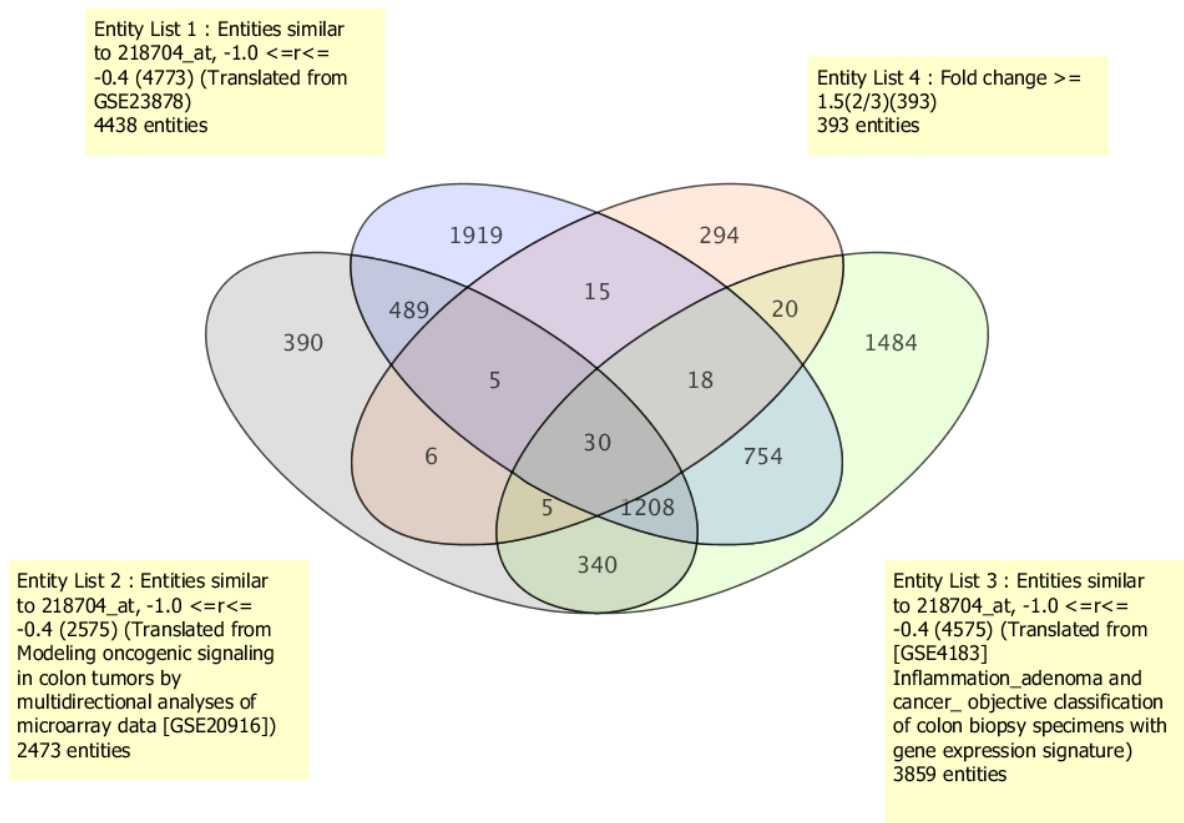 Entity List 1 : Entities similar
to 218704_at, -1.0 <=r<=
-0.4 (4773) (Translated from
GSE23878)
4438 entities
Entity List 4 : Fold change >=
1.5(2/3)(393)
393 entities
1919
294
489
15
20
390
1484
5
18
6
30
754
5
1208
340
Entity List 2 : Entities similar
to 218704_at, -1.0 <=r<=
-0.4 (2575) (Translated from
Modeling oncogenic signaling
in colon tumors by
multidirectional analyses of
microarray data [GSE20916])
2473 entities
Entity List 3 : Entities similar
to 218704_at, -1.0 <=r<=
-0.4 (4575) (Translated from
[GSE4183]
Inflammation_adenoma and
cancer_ objective classification
of colon biopsy specimens with
gene expression signature)
3859 entities